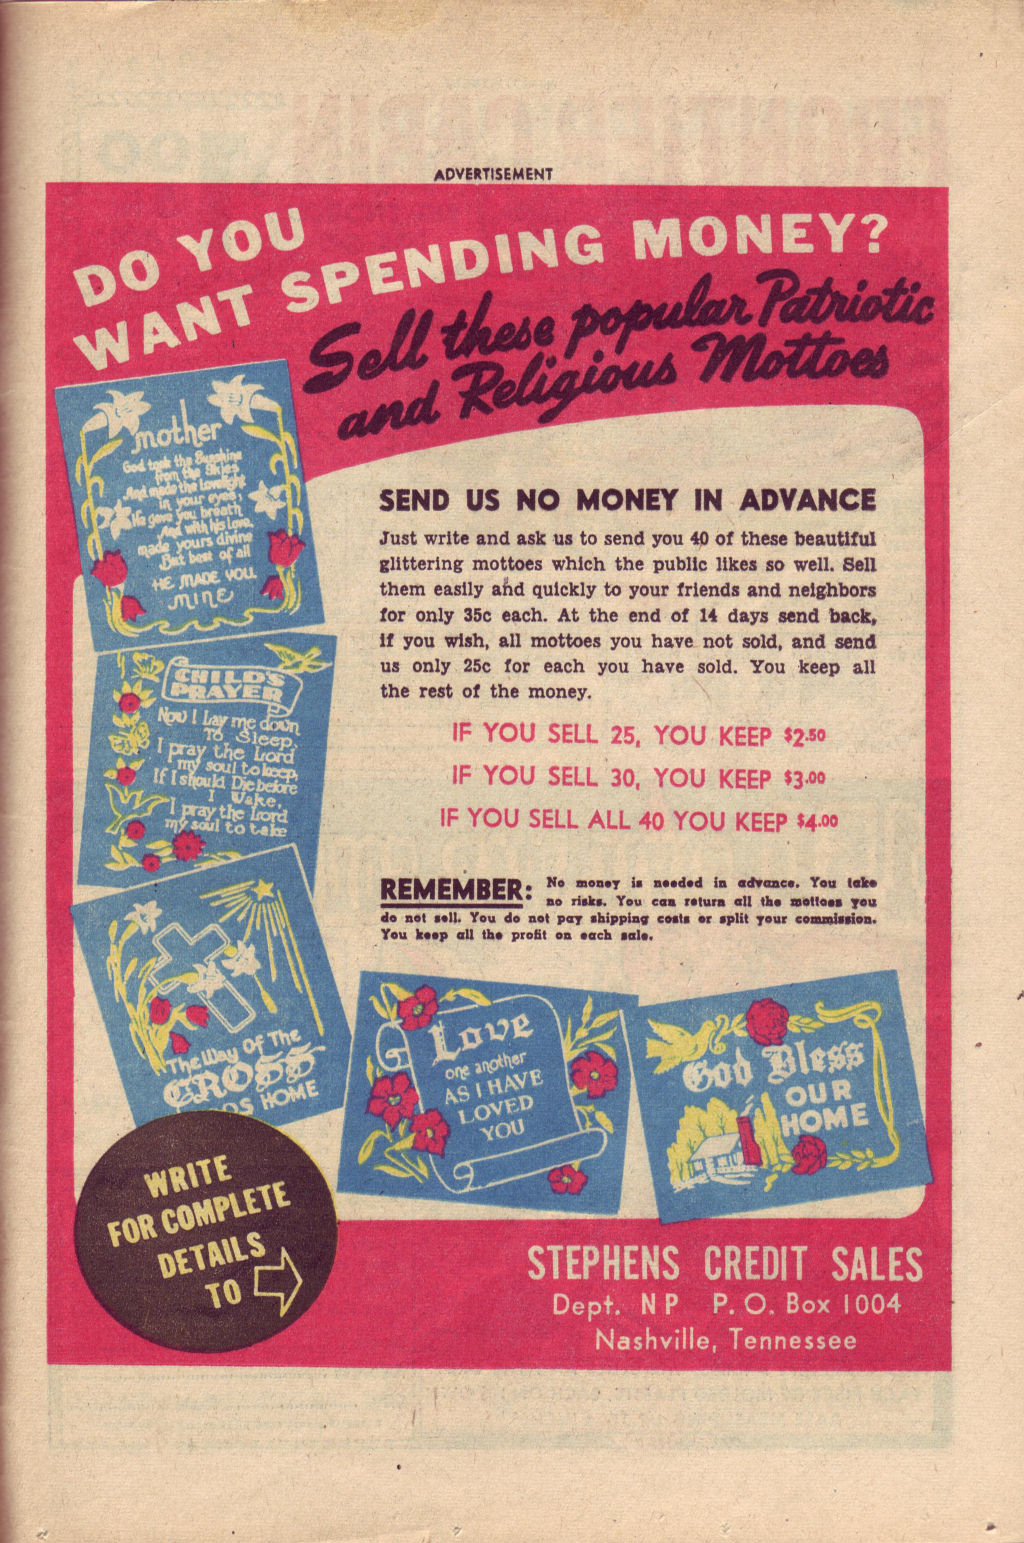 ADVERTISEMENT
DO YOU
WANT SPENDING MONEY?
Sell these popular Patriotic
and Religious Mottoes
mother
God took the Sunshine
from the Skies
And made the Lovelight
in your eyes,
He gave you breath
And with his Love,
made yours divine
But best of all
HE MADE YOU
MINE
SEND US NO MONEY IN ADVANCE
Just write and ask us to send you 40 of these beautiful
glittering mottoes which the public likes so well. Sell
them easily and quickly to your friends and neighbors
for only 35c each. At the end of 14 days send back,
if you wish, all mottoes you have not sold, and send
us only 25c for each you have sold. You keep all
the rest of the money.
CHILD'S
PRAYER
Now I Lay me down
To Sleep,
I pray the Lord
my soul to keep,
If I should Die before
I Wake,
I pray the Lord
my soul to take
IF YOU SELL 25, YOU KEEP $2.50
IF YOU SELL 30, YOU KEEP $3.00
IF YOU SELL ALL 40 YOU KEEP $4.00
REMEMBER: No money is needed in advance. You take
no risks. You can return all the mottoes you
do not sell. You do not pay shipping costs or split your commission.
You keep all the profit on each sale.
The Way Of The
CROSS
DS HOME
Love
one another
AS I HAVE
LOVED
YOU
God Bless
OUR
HOME
WRITE
FOR COMPLETE
DETAILS
TO
STEPHENS CREDIT SALES
Dept. NP P.O. Box 1004
Nashville, Tennessee